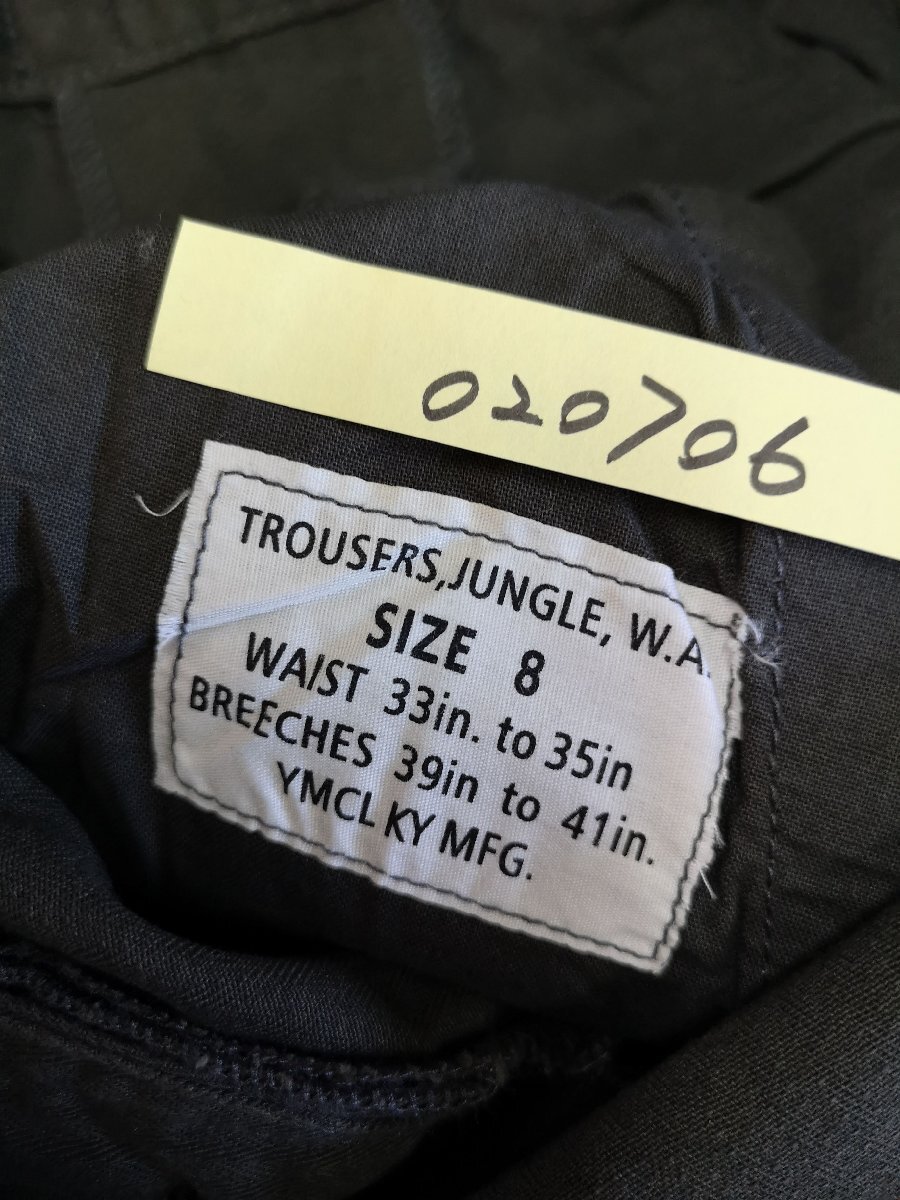 020706
TROUSERS, JUNGLE, W.A.
SIZE 8
WAIST 33in. to 35in
BREECHES 39in to 41in.
YMCL KY MFG.